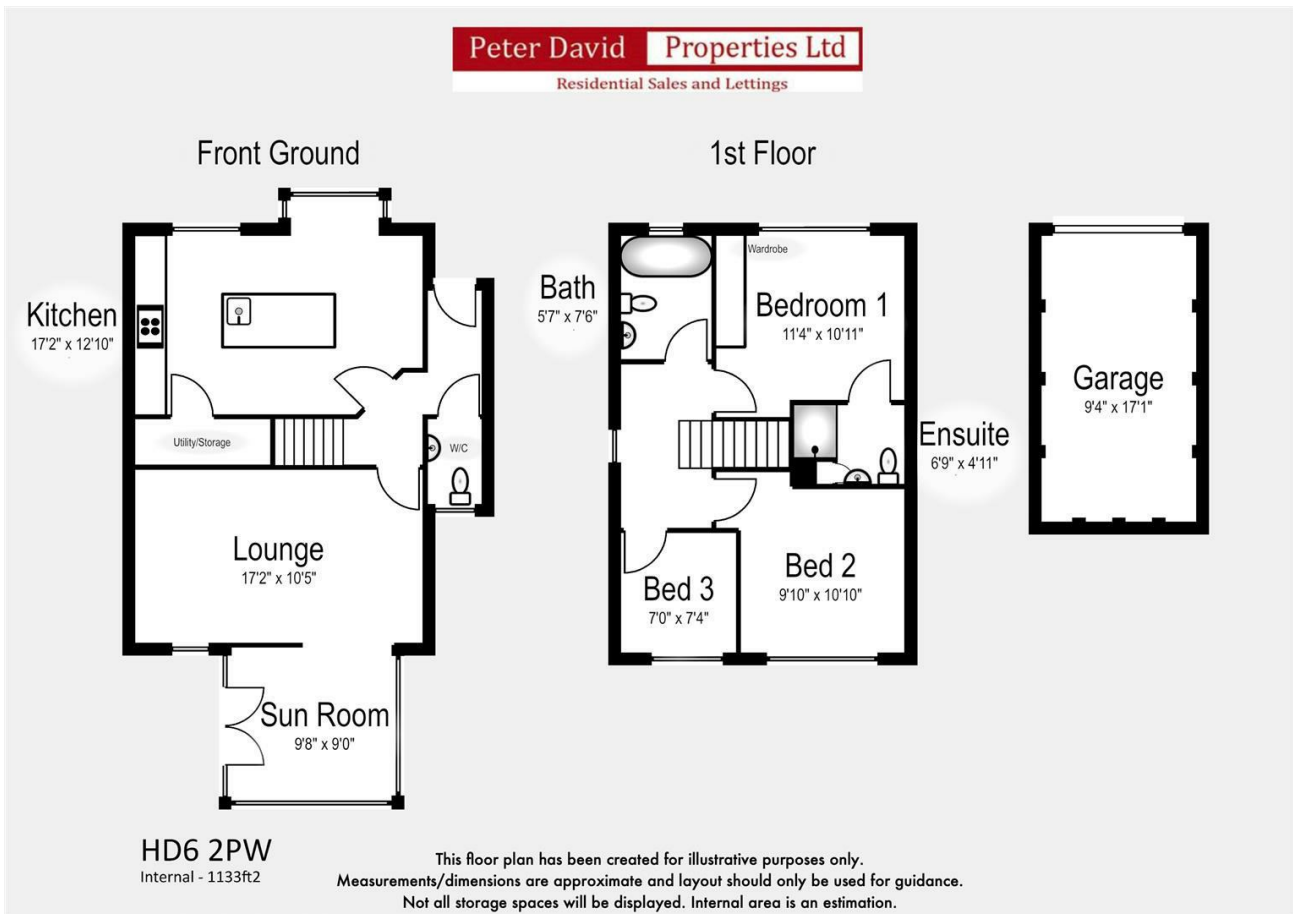 Peter David Properties Ltd
Residential Sales and Lettings
Front Ground
1st Floor
Kitchen
17'2" x 12'10"
Utility/Storage
W/C
Lounge
17'2" x 10'5"
Sun Room
9'8" x 9'0"
Bath
5'7" x 7'6"
Wardrobe
Bedroom 1
11'4" x 10'11"
Ensuite
6'9" x 4'11"
Bed 2
9'10" x 10'10"
Bed 3
7'0" x 7'4"
Garage
9'4" x 17'1"
HD6 2PW
Internal - 1133ft2
This floor plan has been created for illustrative purposes only.
Measurements/dimensions are approximate and layout should only be used for guidance.
Not all storage spaces will be displayed. Internal area is an estimation.